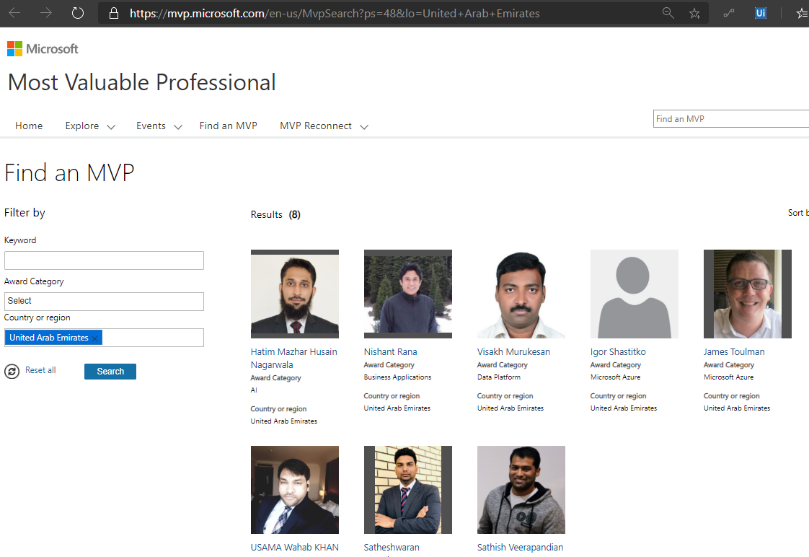 https://mvp.microsoft.com/en-us/MvpSearch?ps=48&lo=United+Arab+Emirates
Ui
Microsoft
Most Valuable Professional
Home Explore Events Find an MVP MVP Reconnect
Find an MVP
Find an MVP
Filter by
Results (8)
Sort b
Keyword
Award Category
Select
Country or region
United Arab Emirates
Reset all
Search
Hatim Mazhar Husain
Nagarwala
Award Category
AI
Country or region
United Arab Emirates
Nishant Rana
Award Category
Business Applications
Country or region
United Arab Emirates
Visakh Murukesan
Award Category
Data Platform
Country or region
United Arab Emirates
Igor Shastitko
Award Category
Microsoft Azure
Country or region
United Arab Emirates
James Toulman
Award Category
Microsoft Azure
Country or region
United Arab Emirates
USAMA Wahab KHAN
Satheshwaran
Sathish Veerapandian